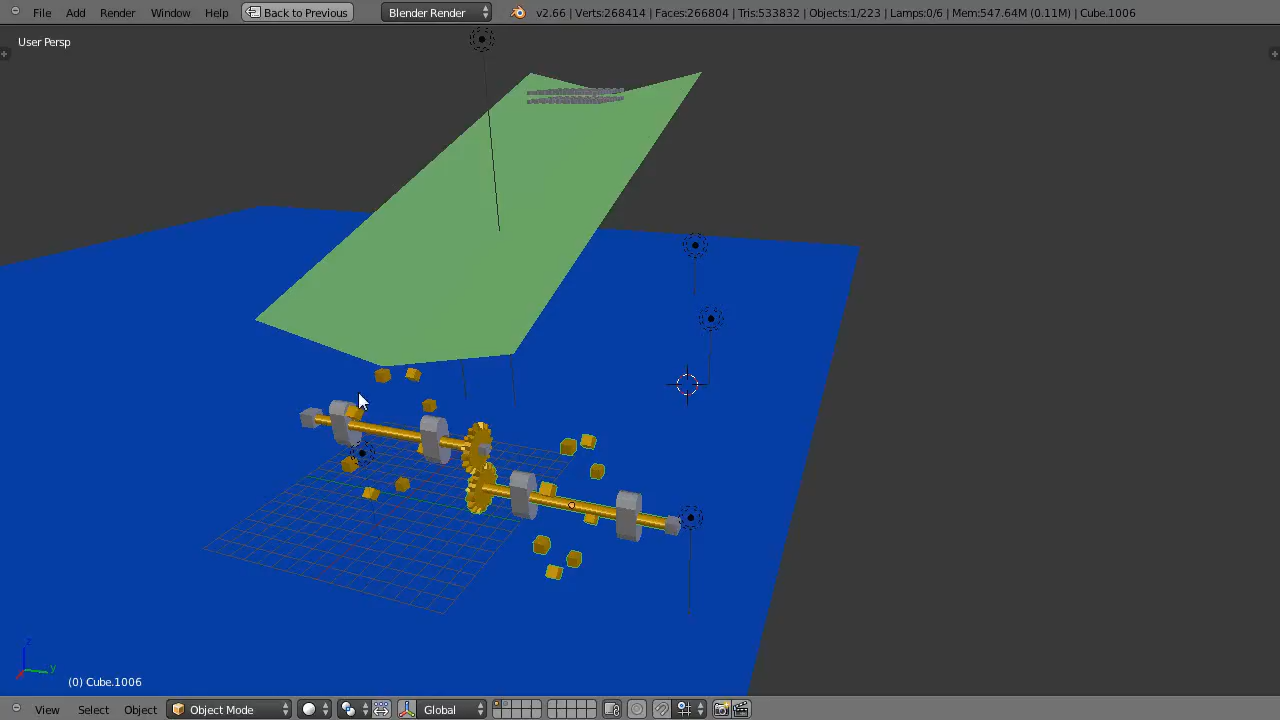 File Add Render Window Help Back to Previous Blender Render v2.66 | Verts:268414 | Faces:266804 | Tris:533832 | Objects:1/223 | Lamps:0/6 | Mem:547.64M (0.11M) | Cube.1006
User Persp
z
y
(0) Cube.1006
View Select Object Object Mode Global